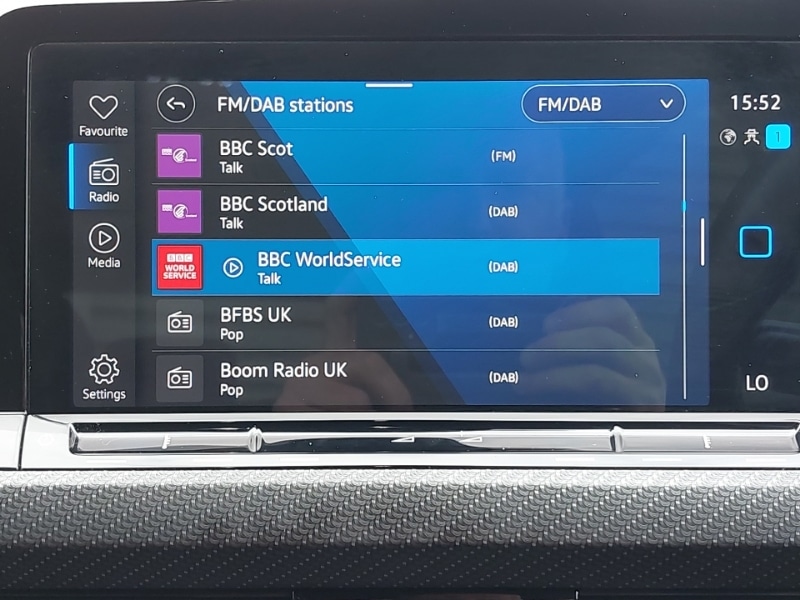 FM/DAB stations
FM/DAB
15:52
1
Favourite
Radio
Media
Settings
BBC Scot
Talk
(FM)
BBC Scotland
Talk
(DAB)
BBC
WORLD
SERVICE
BBC WorldService
Talk
(DAB)
BFBS UK
Pop
(DAB)
Boom Radio UK
Pop
(DAB)
LO